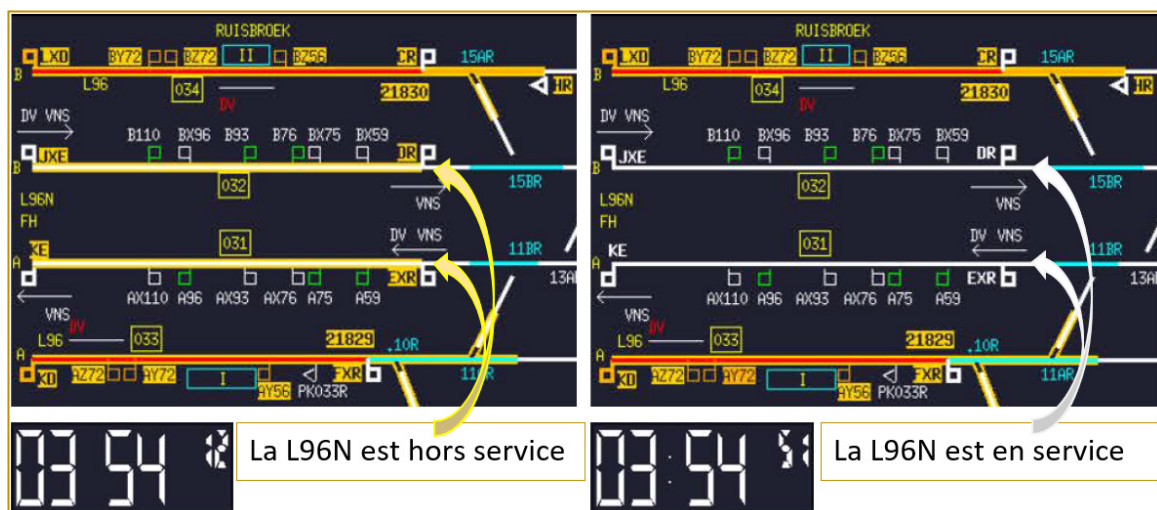 RUISBROEK
LXD BY72 BZ72 II BZ56 CR 15AR
B
L96 034 DV 21830 HR
DV VNS
B110 BX96 B93 B76 BX75 BX59
JXE DR
B
032 15BR
L96N VNS
FH
KE 031 DV VNS 11BR
A
13A
AX110 A96 AX93 AX76 A75 A59 EXR
VNS
DV
L96 033 21829 .10R
A
XD AZ72 AY72 I AY56 PK033R FXR 11AR
03 54
La L96N est hors service
RUISBROEK
LXD BY72 BZ72 II BZ56 CR 15AR
B
L96 034 DV 21830 HR
DV VNS
B110 BX96 B93 B76 BX75 BX59
JXE DR
B
032 15BR
L96N VNS
FH
KE 031 DV VNS 11BR
A
13A
AX110 A96 AX93 AX76 A75 A59 EXR
VNS
DV
L96 033 21829 .10R
A
XD AZ72 AY72 I AY56 PK033R FXR 11AR
03:54
La L96N est en service